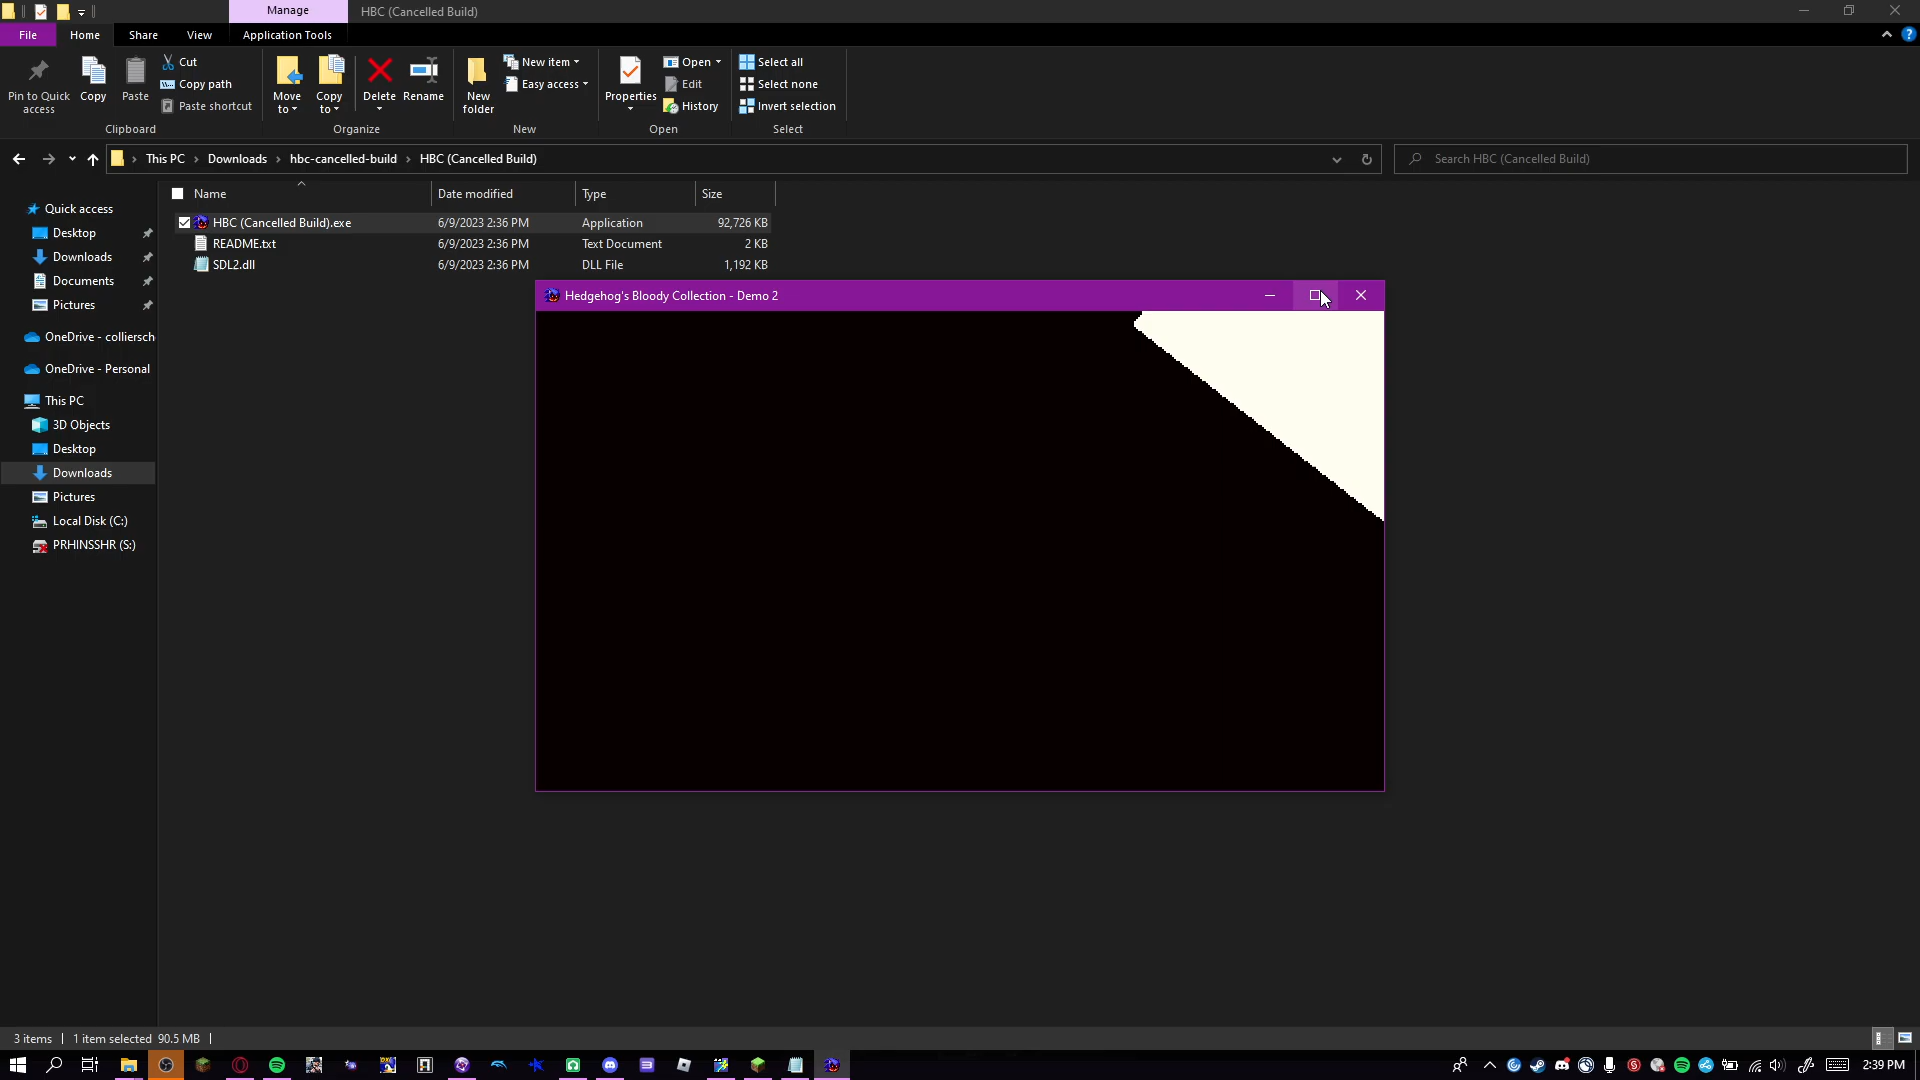 Manage
HBC (Cancelled Build)
File
Home
Share
View
Application Tools
Pin to Quick
access
Copy
Paste
Cut
Copy path
Paste shortcut
Clipboard
Move
to
Copy
to
Delete
Rename
Organize
New
folder
New item
Easy access
New
Properties
Open
Edit
History
Open
Select all
Select none
Invert selection
Select
This PC
Downloads
hbc-cancelled-build
HBC (Cancelled Build)
Search HBC (Cancelled Build)
Name
Date modified
Type
Size
HBC (Cancelled Build).exe
6/9/2023 2:36 PM
Application
92,726 KB
README.txt
6/9/2023 2:36 PM
Text Document
2 KB
SDL2.dll
6/9/2023 2:36 PM
DLL File
1,192 KB
Quick access
Desktop
Downloads
Documents
Pictures
OneDrive - colliersch
OneDrive - Personal
This PC
3D Objects
Desktop
Downloads
Pictures
Local Disk (C:)
PRHINSSHR (S:)
Hedgehog's Bloody Collection - Demo 2
3 items
1 item selected 90.5 MB
2:39 PM